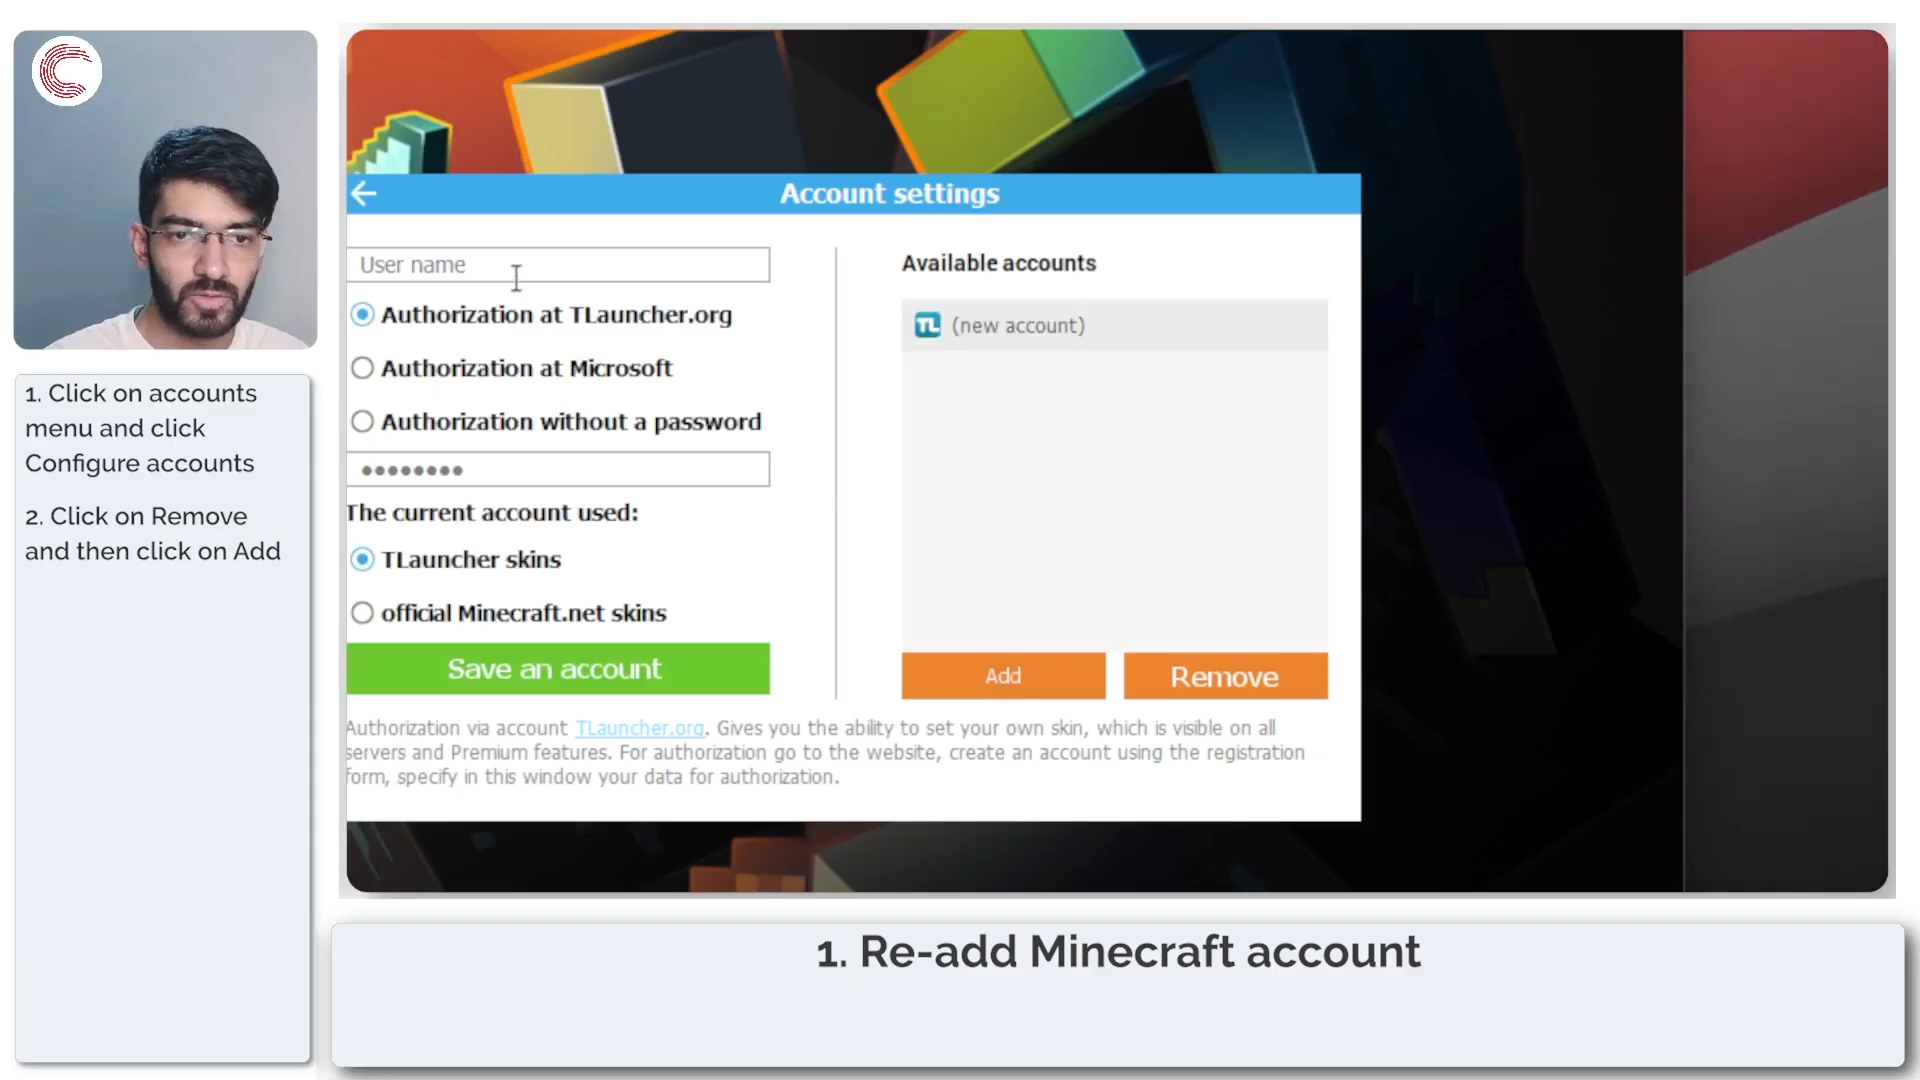 1. Click on accounts
menu and click
Configure accounts
2. Click on Remove
and then click on Add
Account settings
User name
Authorization at TLauncher.org
Authorization at Microsoft
Authorization without a password
••••••••
The current account used:
TLauncher skins
official Minecraft.net skins
Save an account
Available accounts
TL (new account)
Add
Remove
Authorization via account TLauncher.org. Gives you the ability to set your own skin, which is visible on all
servers and Premium features. For authorization go to the website, create an account using the registration
form, specify in this window your data for authorization.
1. Re-add Minecraft account